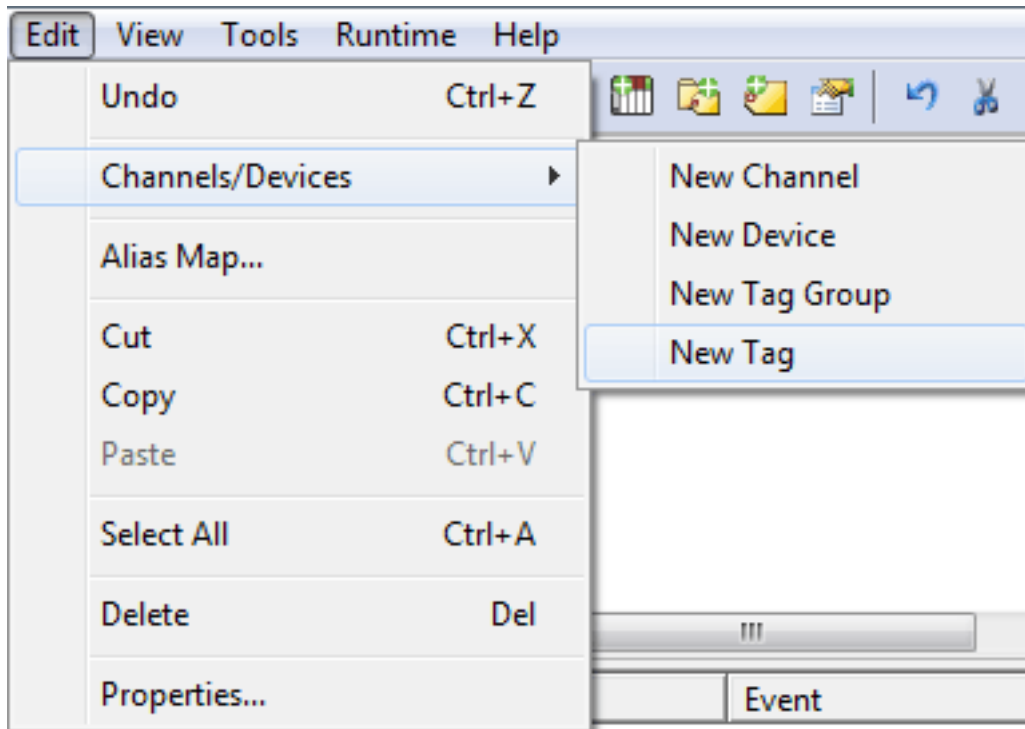 Edit View Tools Runtime Help
Undo Ctrl+Z
Channels/Devices
New Channel
New Device
New Tag Group
New Tag
Alias Map...
Cut Ctrl+X
Copy Ctrl+C
Paste Ctrl+V
Select All Ctrl+A
Delete Del
Properties...
Event